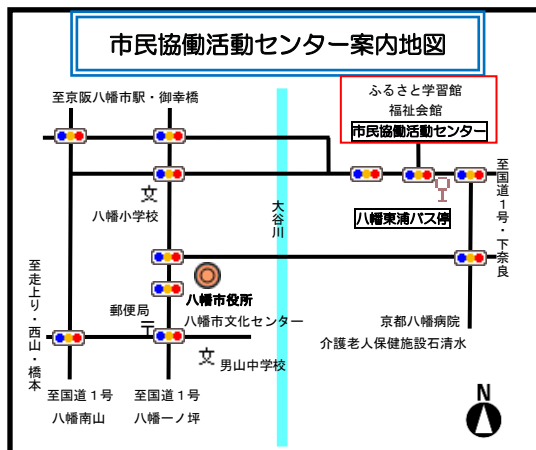 市民協働活動センター案内地図
至京阪八幡市駅・御幸橋
ふるさと学習館
福祉会館
市民協働活動センター
至国道1号・下奈良
八幡小学校
大谷川
八幡東浦バス停
至走上り・西山・橋本
八幡市役所
郵便局
八幡市文化センター
京都八幡病院
介護老人保健施設石清水
男山中学校
至国道1号
八幡南山
至国道1号
八幡一ノ坪
N